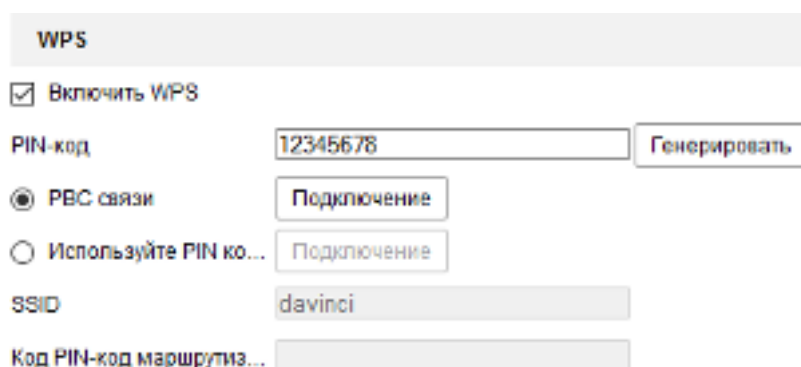 WPS
Включить WPS
PIN-код 12345678 Генерировать
PBC связи Подключение
Используйте PIN ко... Подключение
SSID davinci
Код PIN-код маршрутиз...